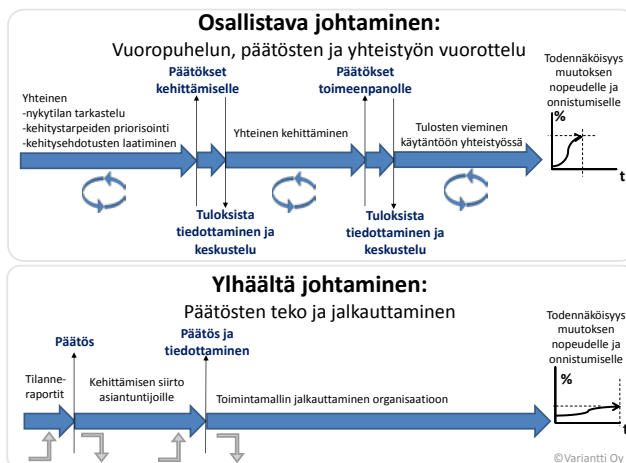 Osallistava johtaminen:
Vuoropuhelun, päätösten ja yhteistyön vuorottelu
Päätökset
kehittämiselle
Päätökset
toimeenpanolle
Todennäköisyys
muutoksen
nopeudelle ja
onnistumiselle
Yhteinen
-nykytilan tarkastelu
-kehitystarpeiden priorisointi
-kehitysehdotusten laatiminen
Yhteinen kehittäminen
Tulosten vieminen
käytäntöön yhteistyössä
%
t
Tuloksista
tiedottaminen ja
keskustelu
Tuloksista
tiedottaminen ja
keskustelu
Ylhäältä johtaminen:
Päätösten teko ja jalkauttaminen
Päätös
Päätös ja
tiedottaminen
Todennäköisyys
muutoksen
nopeudelle ja
onnistumiselle
Tilanne-
raportit
Kehittämisen siirto
asiantuntijoille
Toimintamallin jalkauttaminen organisaatioon
%
t
©Variantti Oy